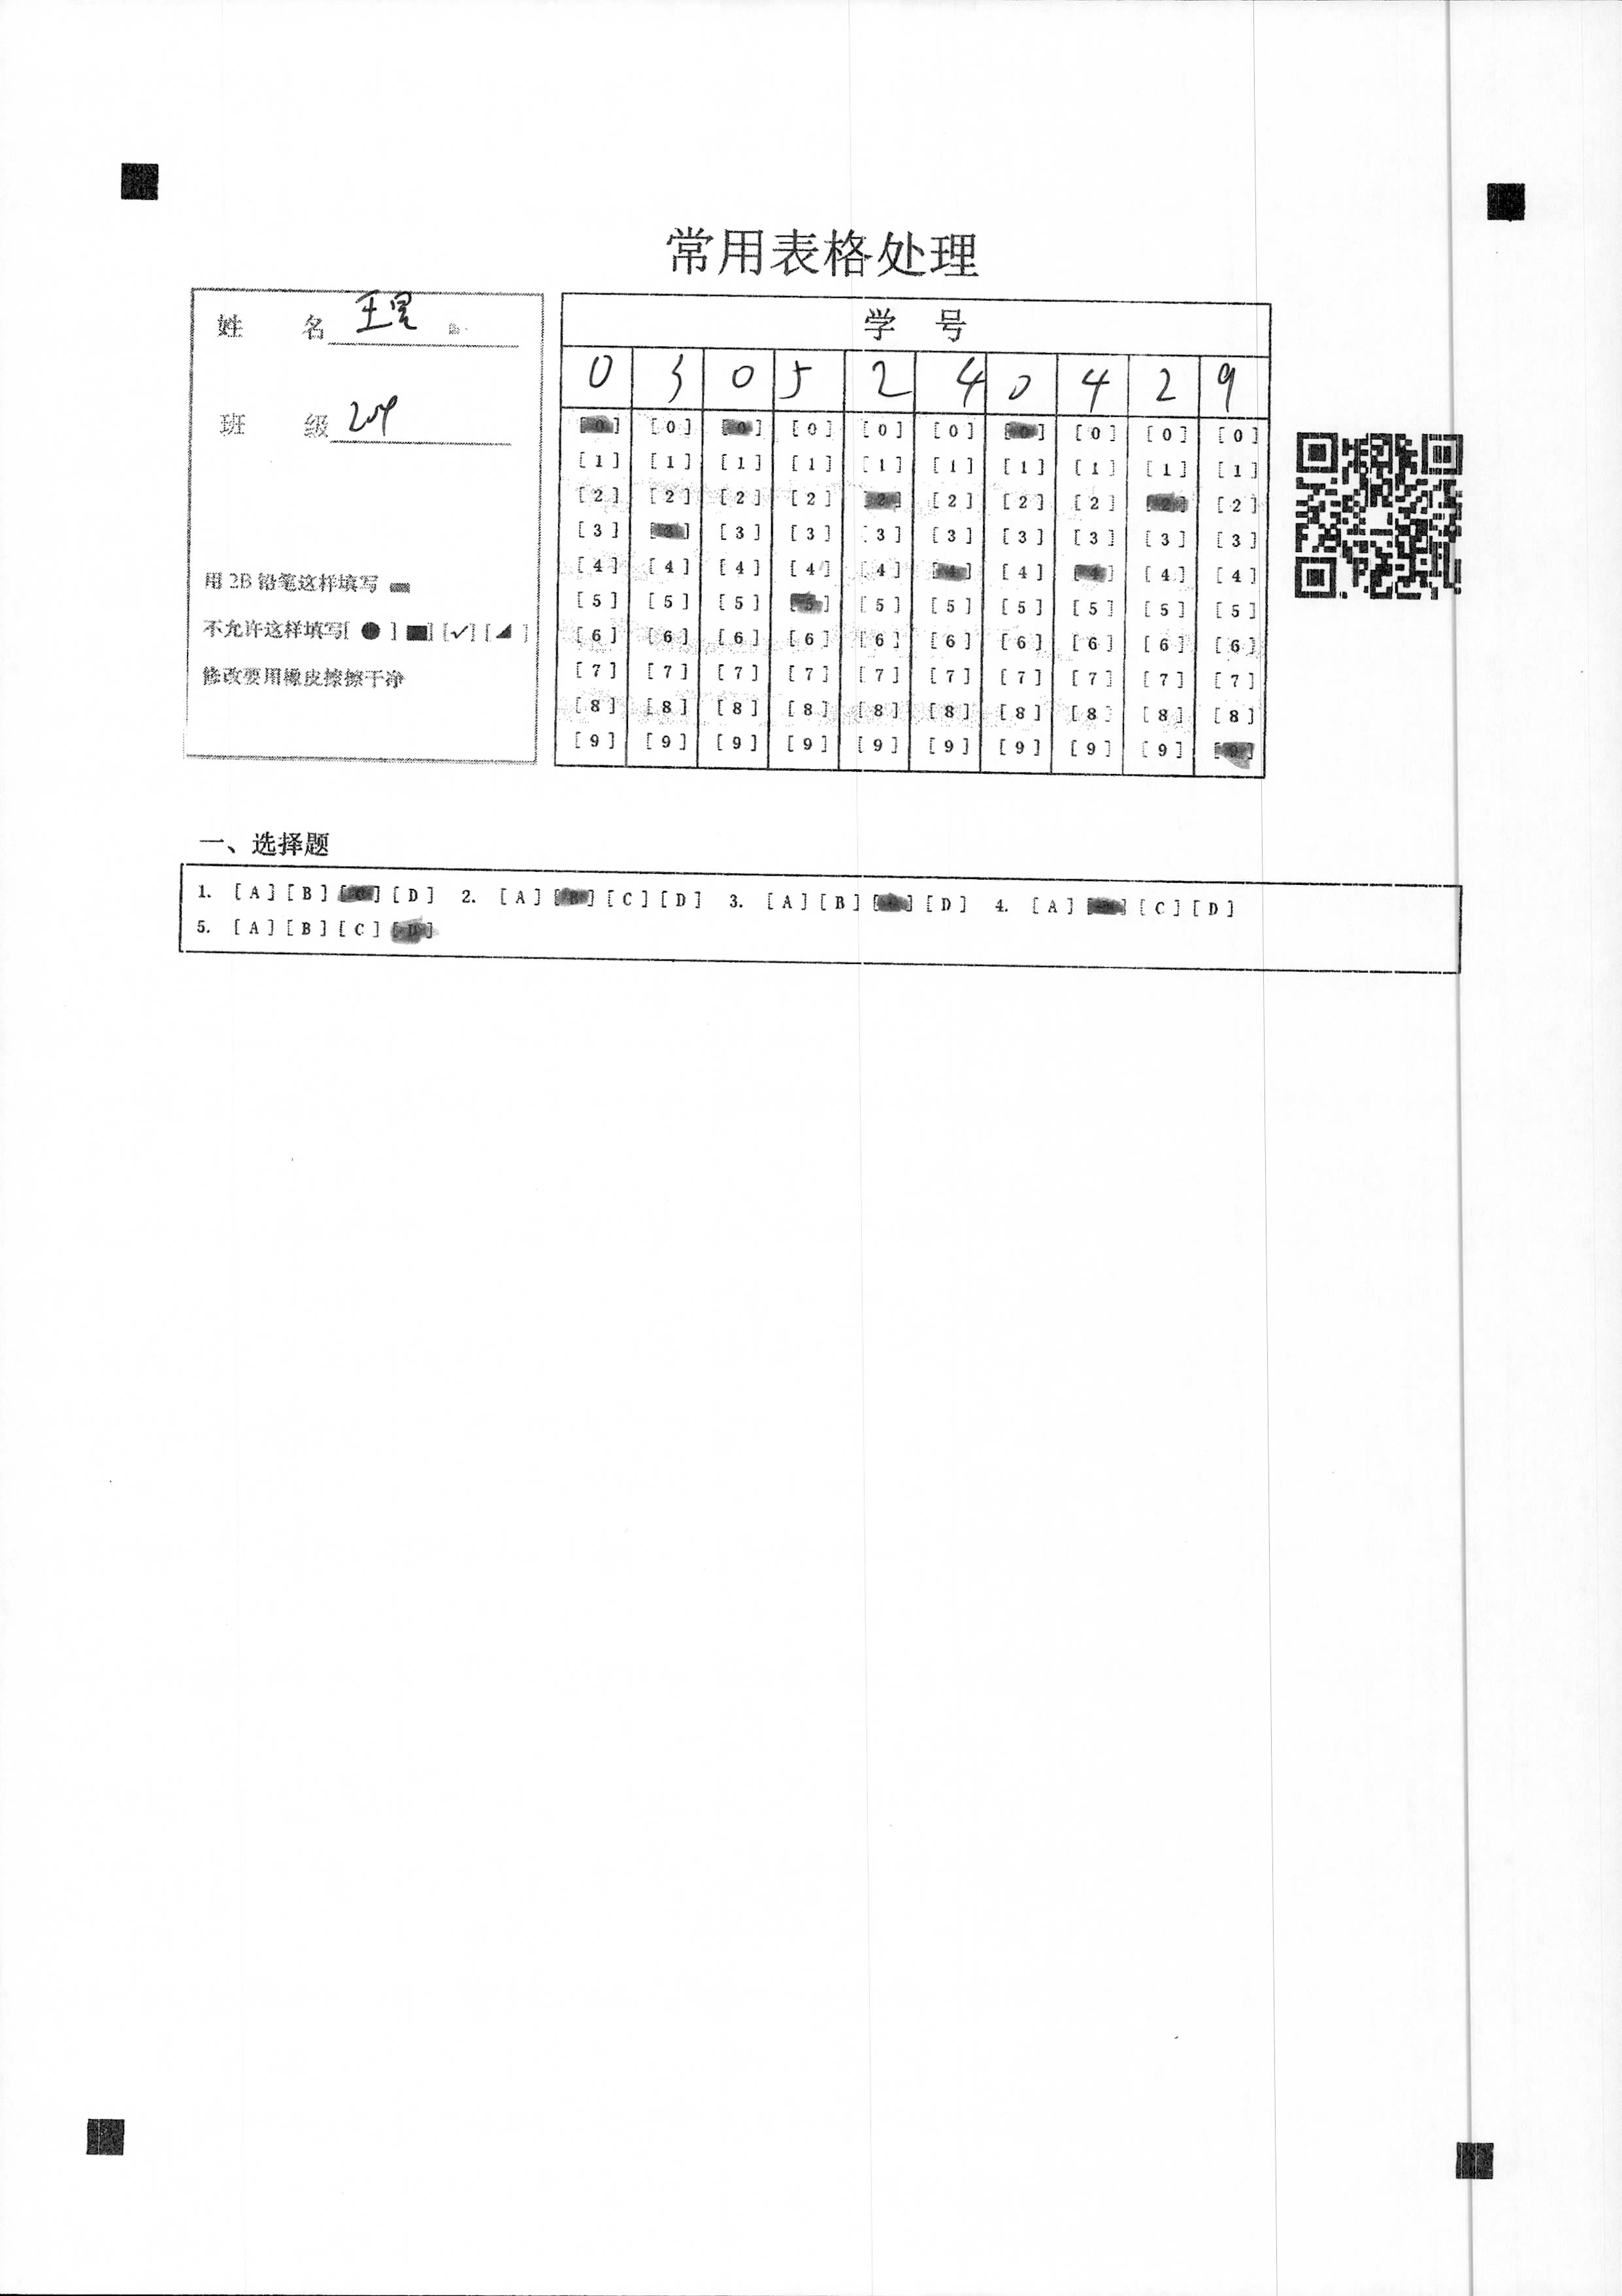 常用表格处理
姓 名 王
班 级
用 2B 铅笔这样填写
不允许这样填写[ ● ] [■] [✓] [◢ ]
修改要用橡皮擦擦干净
学 号
0 3 0 5 2 4 0 4 2 9
[0] [0] [0] [0] [0] [0] [0] [0] [0] [0]
[1] [1] [1] [1] [1] [1] [1] [1] [1] [1]
[2] [2] [2] [2] [2] [2] [2] [2] [2] [2]
[3] [3] [3] [3] [3] [3] [3] [3] [3] [3]
[4] [4] [4] [4] [4] [4] [4] [4] [4] [4]
[5] [5] [5] [5] [5] [5] [5] [5] [5] [5]
[6] [6] [6] [6] [6] [6] [6] [6] [6] [6]
[7] [7] [7] [7] [7] [7] [7] [7] [7] [7]
[8] [8] [8] [8] [8] [8] [8] [8] [8] [8]
[9] [9] [9] [9] [9] [9] [9] [9] [9] [9]
一、选择题
1. [A] [B] [C] [D] 2. [A] [B] [C] [D] 3. [A] [B] [C] [D] 4. [A] [B] [C] [D]
5. [A] [B] [C] [D]